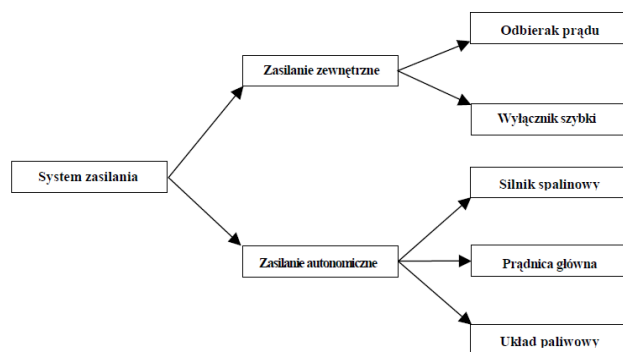 Odbierak prądu
Zasilanie zewnętrzne
Wyłącznik szybki
System zasilania
Silnik spalinowy
Zasilanie autonomiczne
Prądnica główna
Układ paliwowy